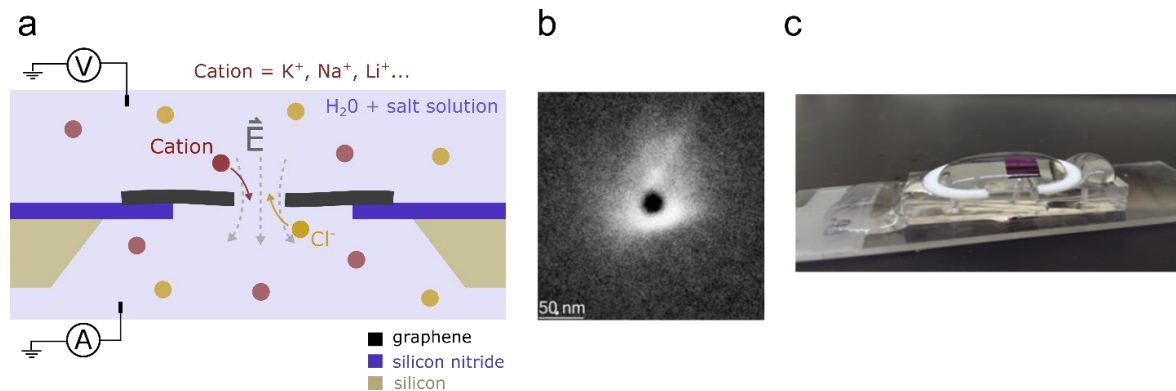 a
b
c
V
Cation = K⁺, Na⁺, Li⁺...
H₂0 + salt solution
E⃗
Cation
Cl⁻
A
graphene
silicon nitride
silicon
50 nm